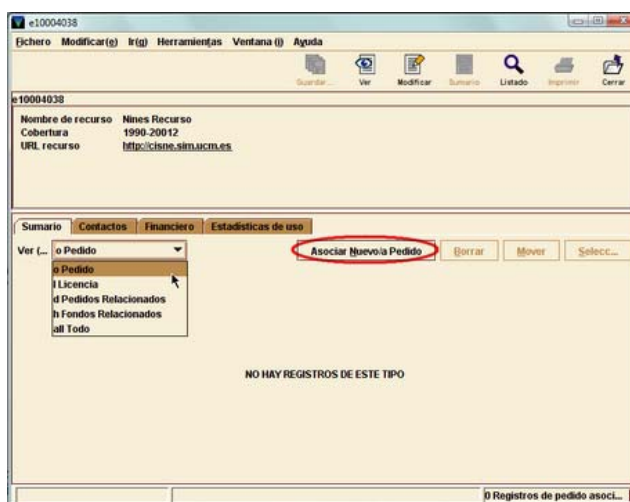 e10004038
Fichero Modificar(e) Ir(g) Herramientas Ventana (i) Ayuda
Guardar... Ver Modificar Sumario Listado Imprimir Cerrar
e10004038
Nombre de recurso Nines Recurso
Cobertura 1990-20012
URL recurso http://cisne.sim.ucm.es
Sumario Contactos Financiero Estadísticas de uso
Ver (... o Pedido Asociar Nuevo/a Pedido Borrar Mover Selecc...
o Pedido
l Licencia
d Pedidos Relacionados
h Fondos Relacionados
all Todo
NO HAY REGISTROS DE ESTE TIPO
0 Registros de pedido asoci...